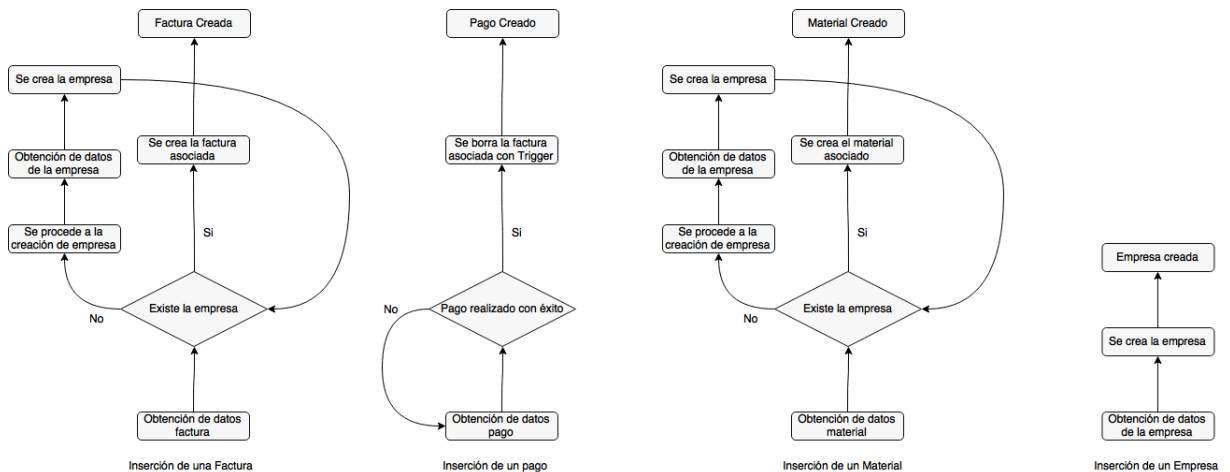 Factura Creada
Se crea la empresa
Se crea la factura
asociada
Obtención de datos
de la empresa
Se procede a la
creación de empresa
Si
Existe la empresa
No
Obtención de datos
factura
Inserción de una Factura
Pago Creado
Se borra la factura
asociada con Trigger
Si
No
Pago realizado con éxito
Obtención de datos
pago
Inserción de un pago
Material Creado
Se crea la empresa
Se crea el material
asociado
Obtención de datos
de la empresa
Se procede a la
creación de empresa
Si
Existe la empresa
No
Obtención de datos
material
Inserción de un Material
Empresa creada
Se crea la empresa
Obtención de datos
de la empresa
Inserción de un Empresa